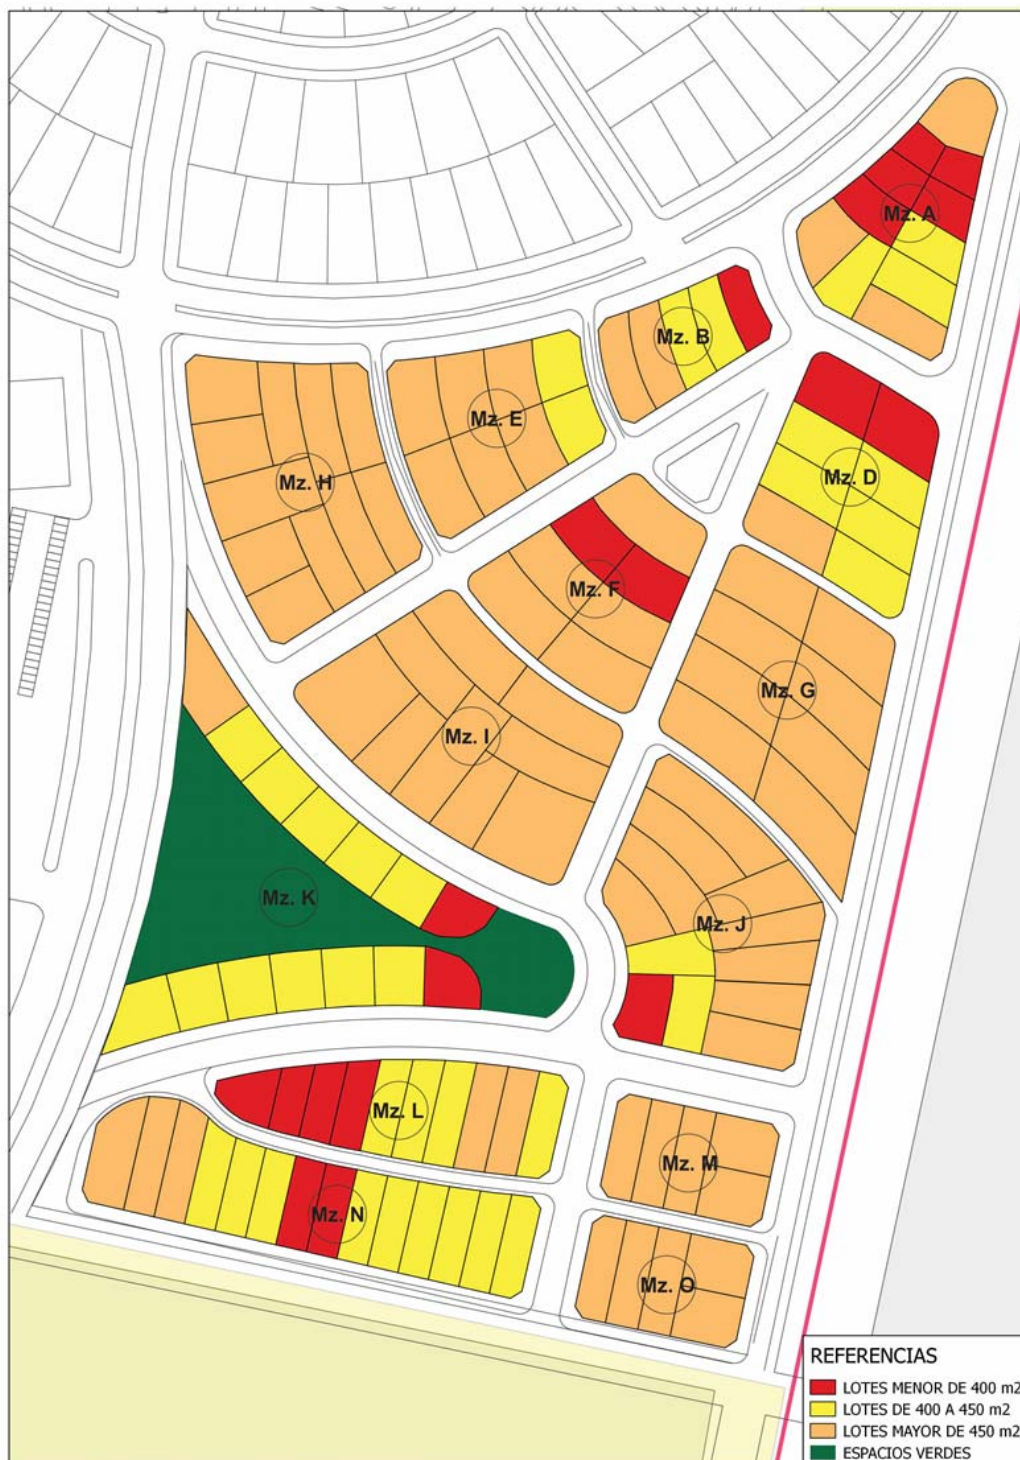 Mz. A
Mz. B
Mz. E
Mz. D
Mz. H
Mz. F
Mz. G
Mz. I
Mz. K
Mz. J
Mz. L
Mz. M
Mz. N
Mz. O
REFERENCIAS
LOTES MENOR DE 400 m2
LOTES DE 400 A 450 m2
LOTES MAYOR DE 450 m2
ESPACIOS VERDES